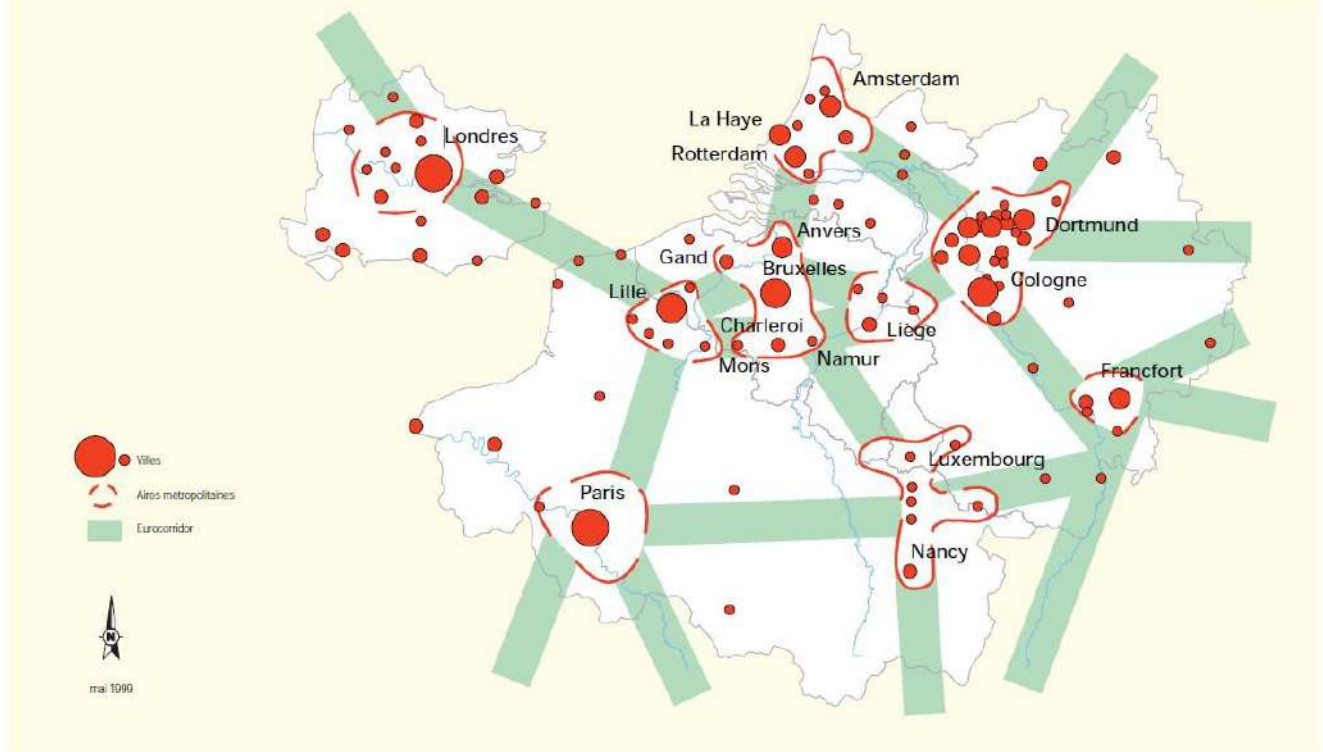 Amsterdam
La Haye
Londres
Rotterdam
Anvers
Dortmund
Gand
Bruxelles
Cologne
Lille
Charleroi
Liège
Mons
Namur
Francfort
Luxembourg
Villes
Paris
Aires métropolitaines
Eurocorridor
Nancy
N
mai 1999